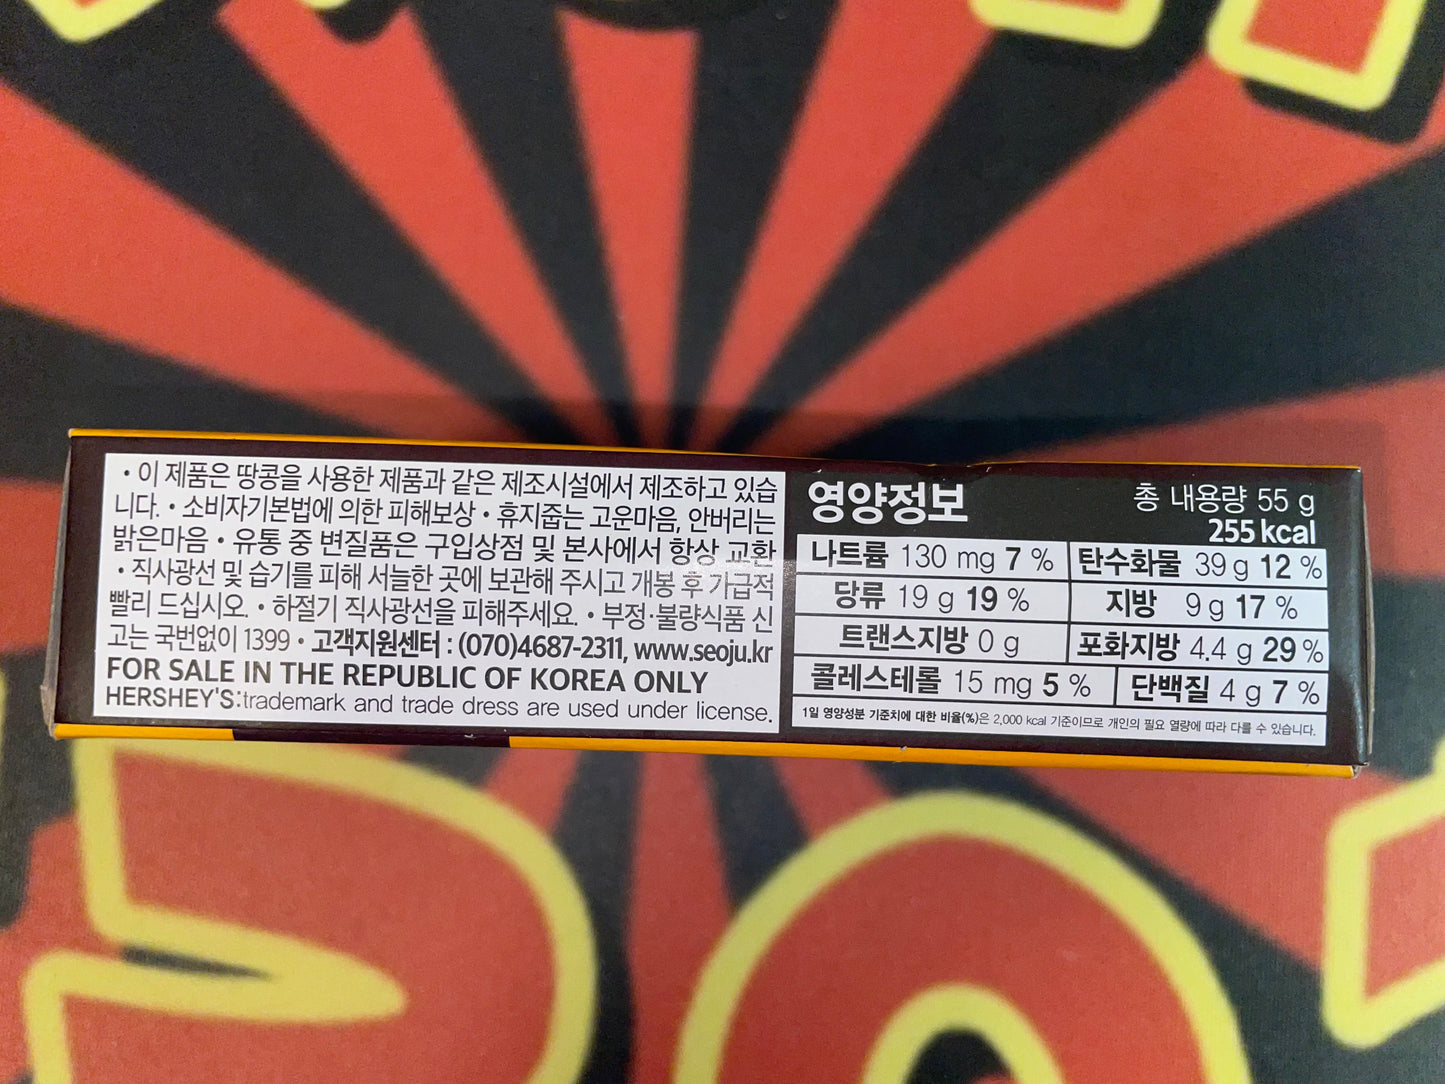 • 이 제품은 땅콩을 사용한 제품과 같은 제조시설에서 제조하고 있습
니다. • 소비자기본법에 의한 피해보상 • 휴지줍는 고운마음, 안버리는
밝은마음 • 유통 중 변질품은 구입상점 및 본사에서 항상 교환
• 직사광선 및 습기를 피해 서늘한 곳에 보관해 주시고 개봉 후 가급적
빨리 드십시오. • 하절기 직사광선을 피해주세요. • 부정·불량식품 신
고는 국번없이 1399 • 고객지원센터 : (070)4687-2311, www.seoju.kr
FOR SALE IN THE REPUBLIC OF KOREA ONLY
HERSHEY'S:trademark and trade dress are used under license.
영양정보 총 내용량 55 g
255 kcal
나트륨 130 mg 7 % 탄수화물 39 g 12 %
당류 19 g 19 % 지방 9 g 17 %
트랜스지방 0 g 포화지방 4.4 g 29 %
콜레스테롤 15 mg 5 % 단백질 4 g 7 %
1일 영양성분 기준치에 대한 비율(%)은 2,000 kcal 기준이므로 개인의 필요 열량에 따라 다를 수 있습니다.